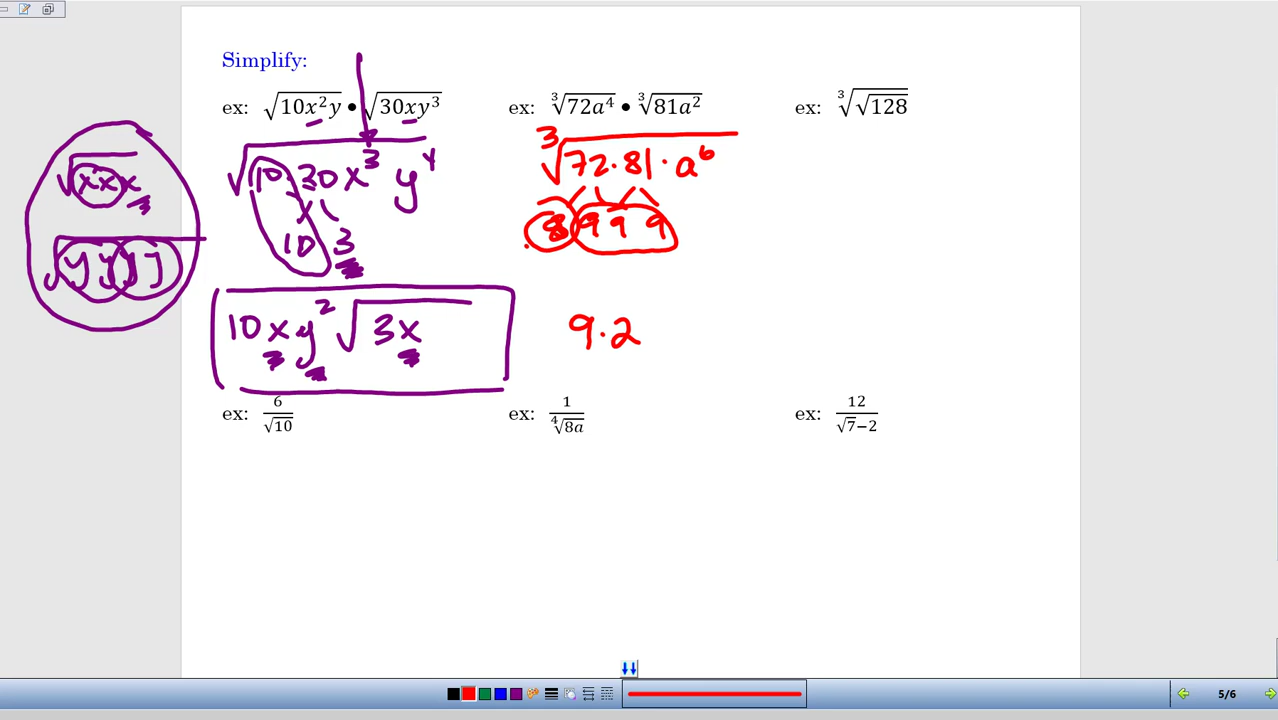 Simplify:
ex: √10x²y • √30xy³
ex: ∛72a⁴ • ∛81a²
ex: ∛√128
√10·30x³y⁴
10 3
√xxx
√yyyy
10xy²√3x
∛72·81·a⁶
8 9 9 9
9·2
ex: 6/√10
ex: 1/∜8a
ex: 12/√7−2
5/6